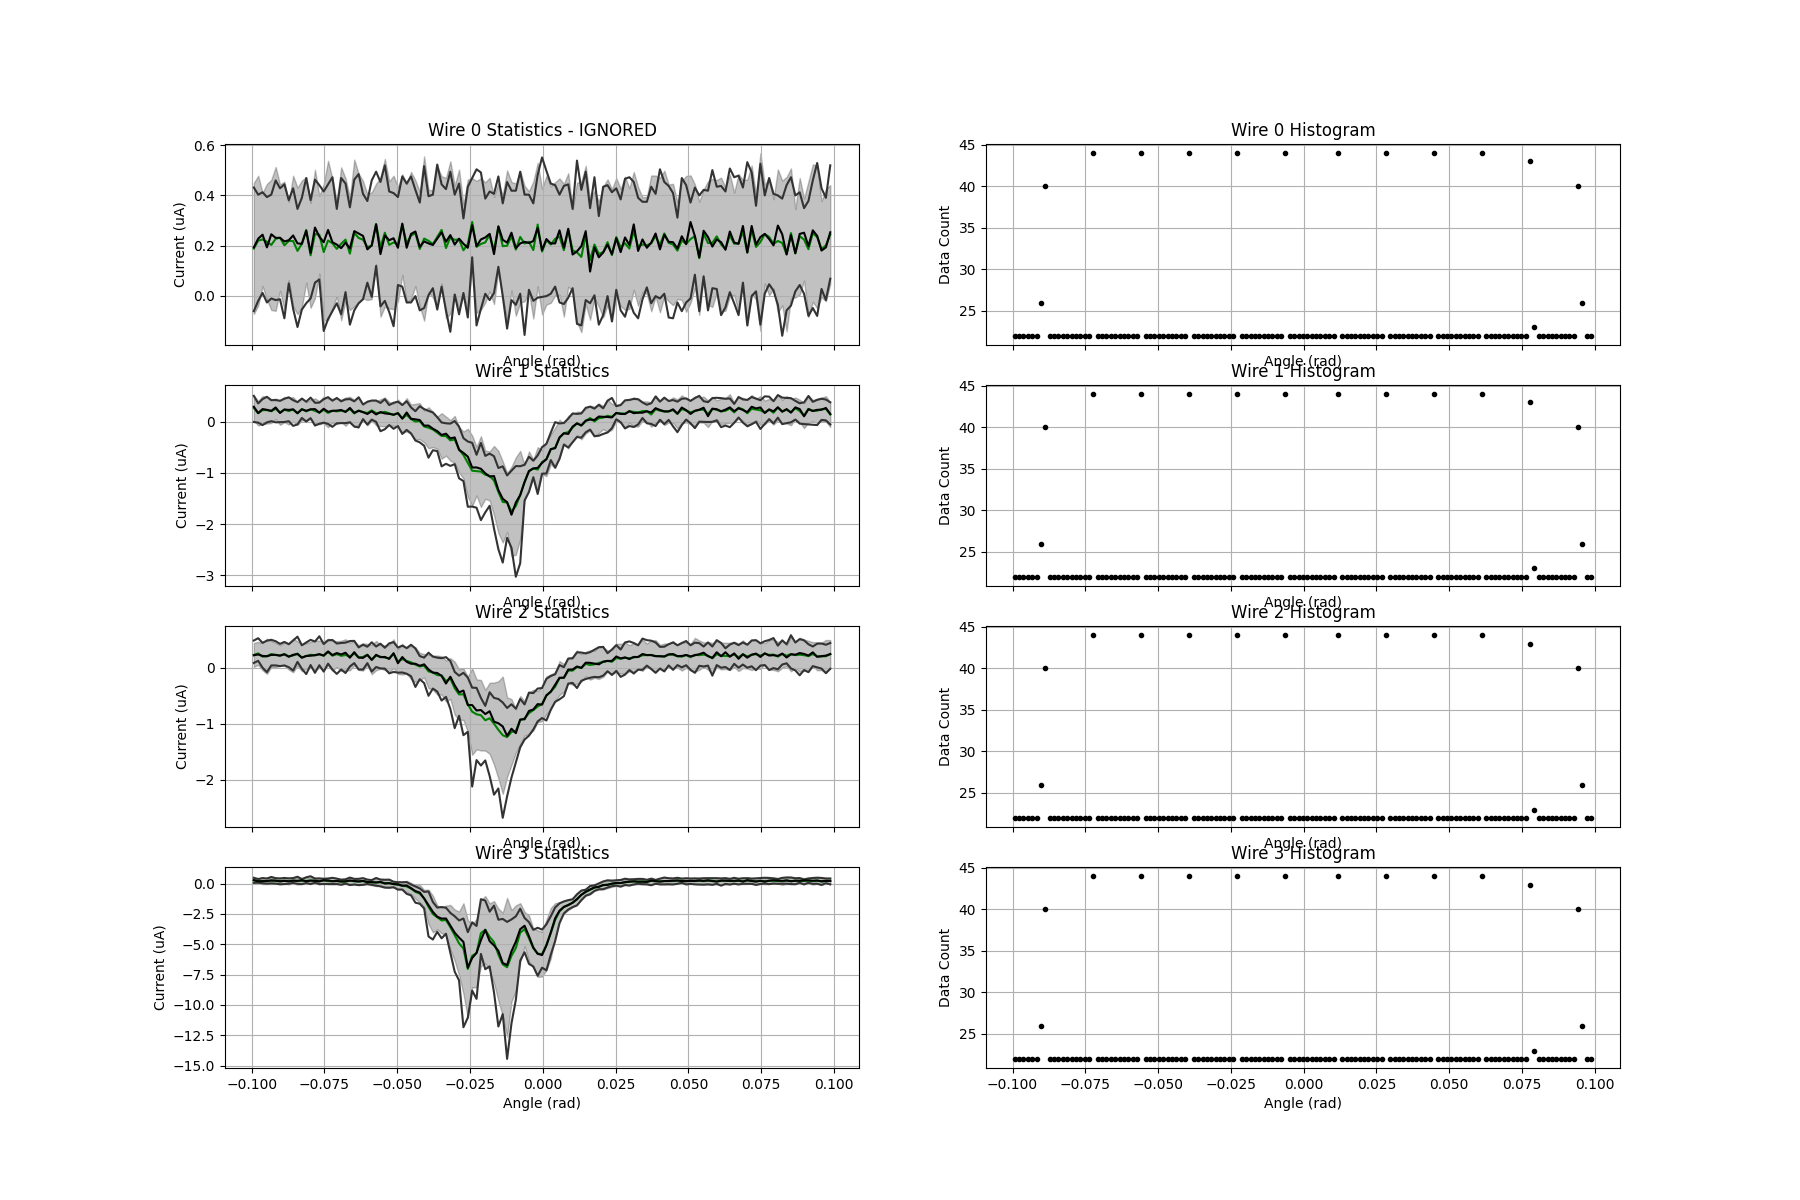 Wire 0 Statistics - IGNORED
Current (uA)
0.6
0.4
0.2
0.0
Angle (rad)
Wire 0 Histogram
Data Count
45
40
35
30
25
Angle (rad)
Wire 1 Statistics
Current (uA)
0
−1
−2
−3
Angle (rad)
Wire 1 Histogram
Data Count
45
40
35
30
25
Angle (rad)
Wire 2 Statistics
Current (uA)
0
−1
−2
Angle (rad)
Wire 2 Histogram
Data Count
45
40
35
30
25
Angle (rad)
Wire 3 Statistics
Current (uA)
0.0
−2.5
−5.0
−7.5
−10.0
−12.5
−15.0
−0.100 −0.075 −0.050 −0.025 0.000 0.025 0.050 0.075 0.100
Angle (rad)
Wire 3 Histogram
Data Count
45
40
35
30
25
−0.100 −0.075 −0.050 −0.025 0.000 0.025 0.050 0.075 0.100
Angle (rad)